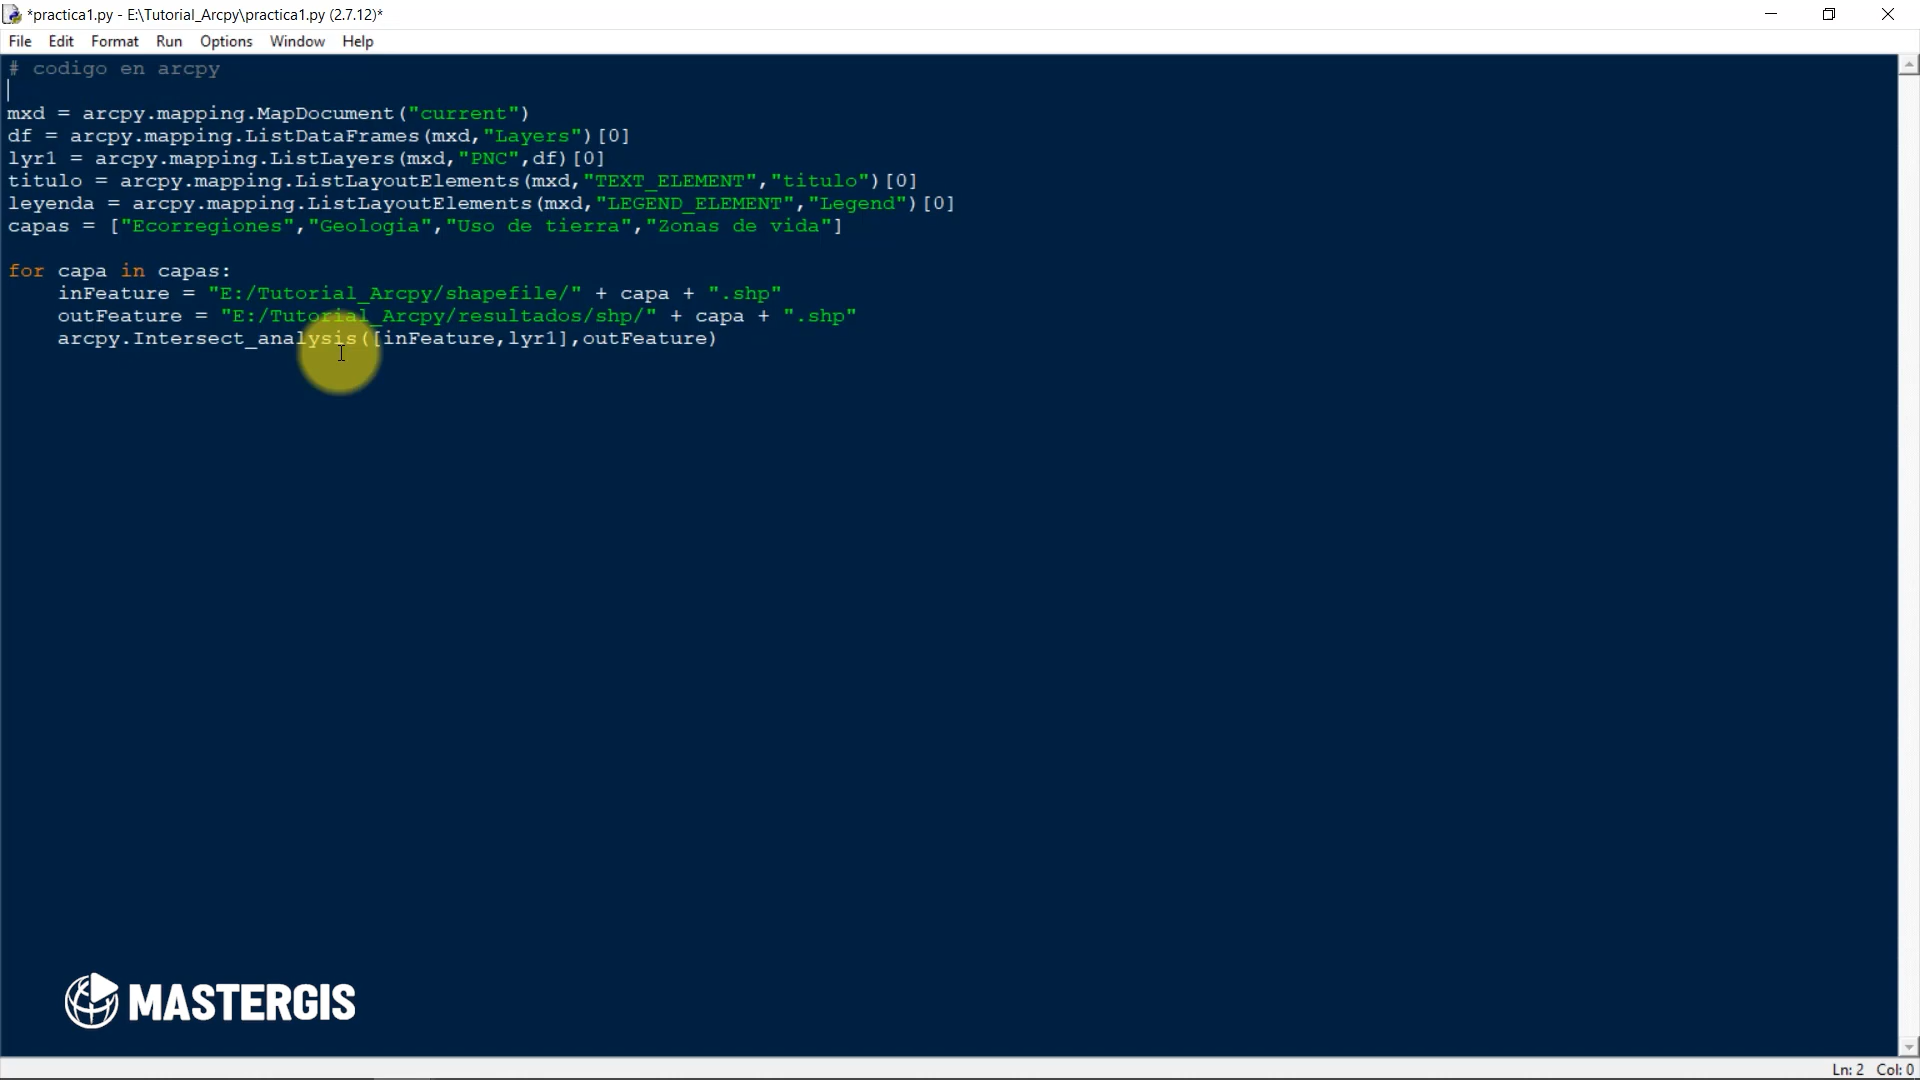 *practica1.py - E:\Tutorial_Arcpy\practica1.py (2.7.12)*
File Edit Format Run Options Window Help
# codigo en arcpy
mxd = arcpy.mapping.MapDocument("current")
df = arcpy.mapping.ListDataFrames(mxd,"Layers")[0]
lyr1 = arcpy.mapping.ListLayers(mxd,"PNC",df)[0]
titulo = arcpy.mapping.ListLayoutElements(mxd,"TEXT_ELEMENT","titulo")[0]
leyenda = arcpy.mapping.ListLayoutElements(mxd,"LEGEND_ELEMENT","Legend")[0]
capas = ["Ecorregiones","Geologia","Uso de tierra","Zonas de vida"]
for capa in capas:
    inFeature = "E:/Tutorial_Arcpy/shapefile/" + capa + ".shp"
    outFeature = "E:/Tutorial_Arcpy/resultados/shp/" + capa + ".shp"
    arcpy.Intersect_analysis([inFeature,lyr1],outFeature)
MASTERGIS
Ln: 2 Col: 0